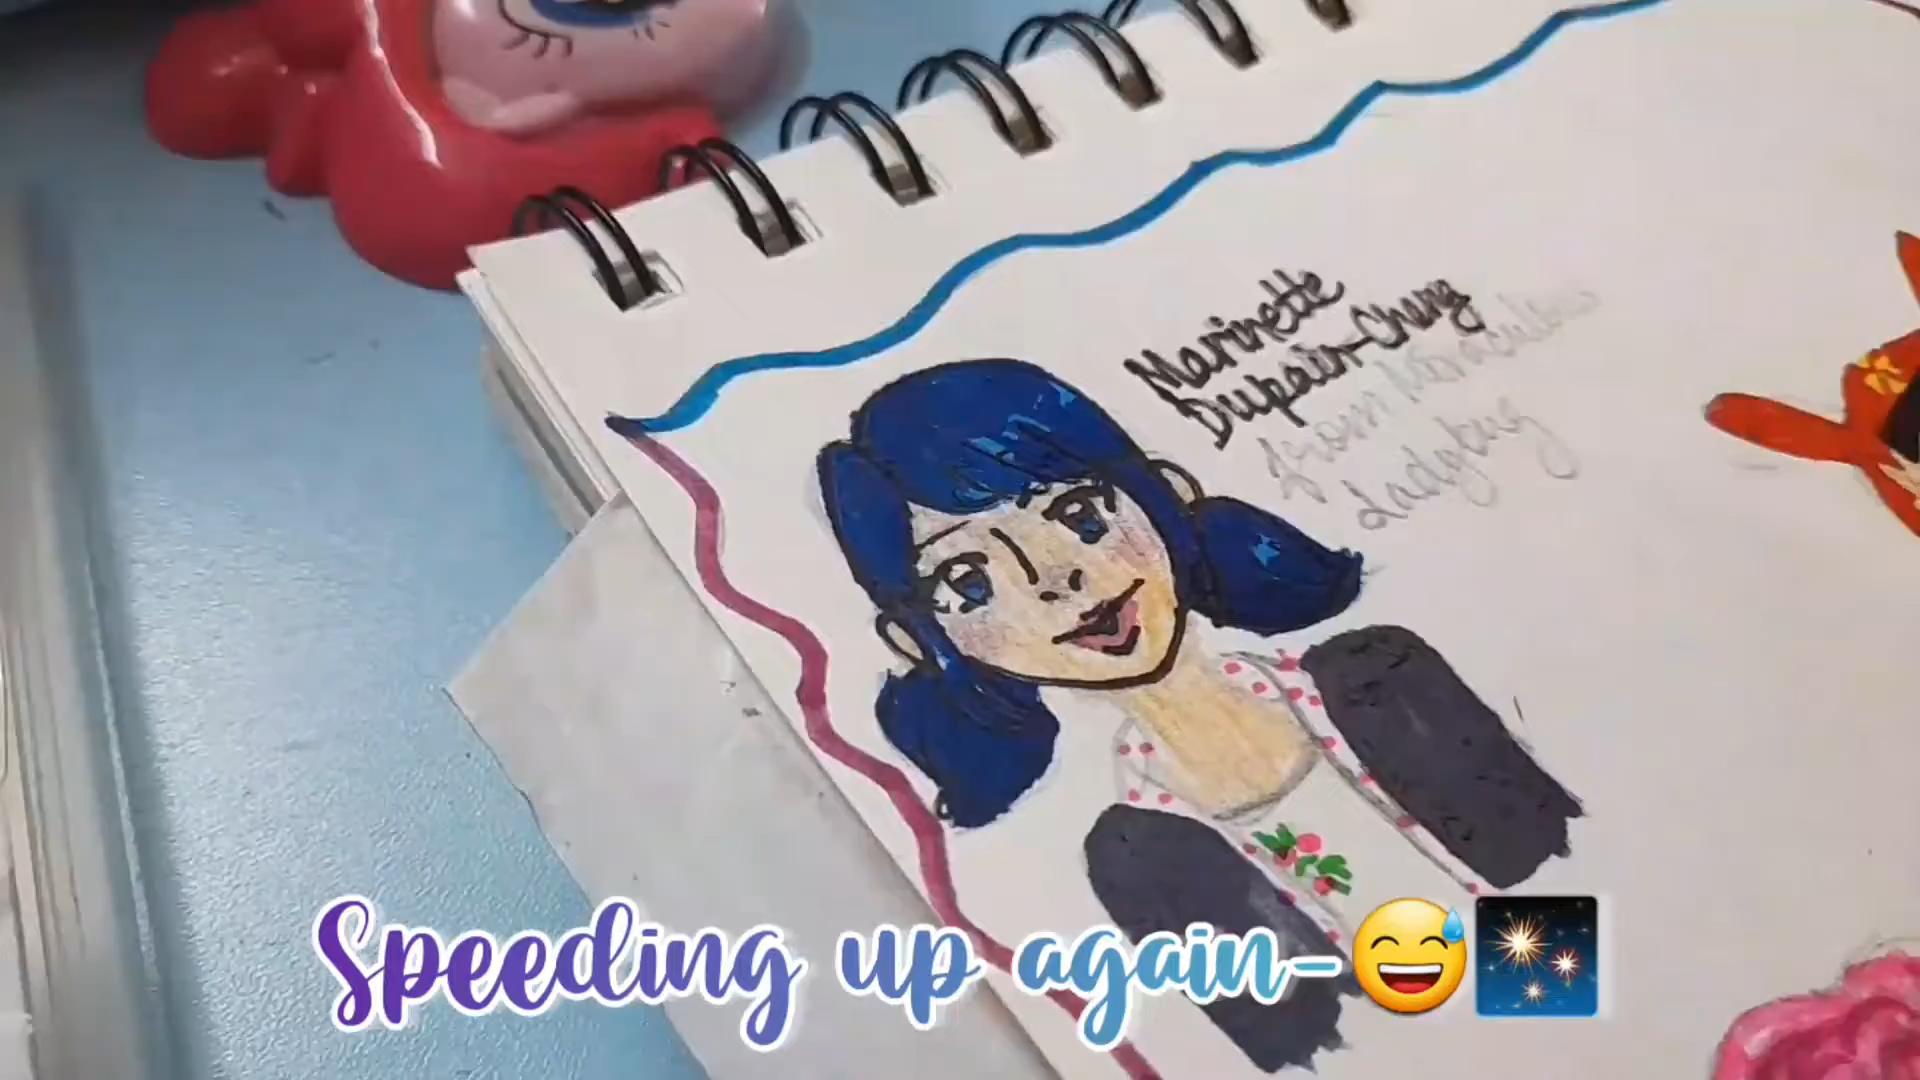 Marinette
Dupain-Cheng
from Miraculous
Ladybug
Speeding up again-😅🎇